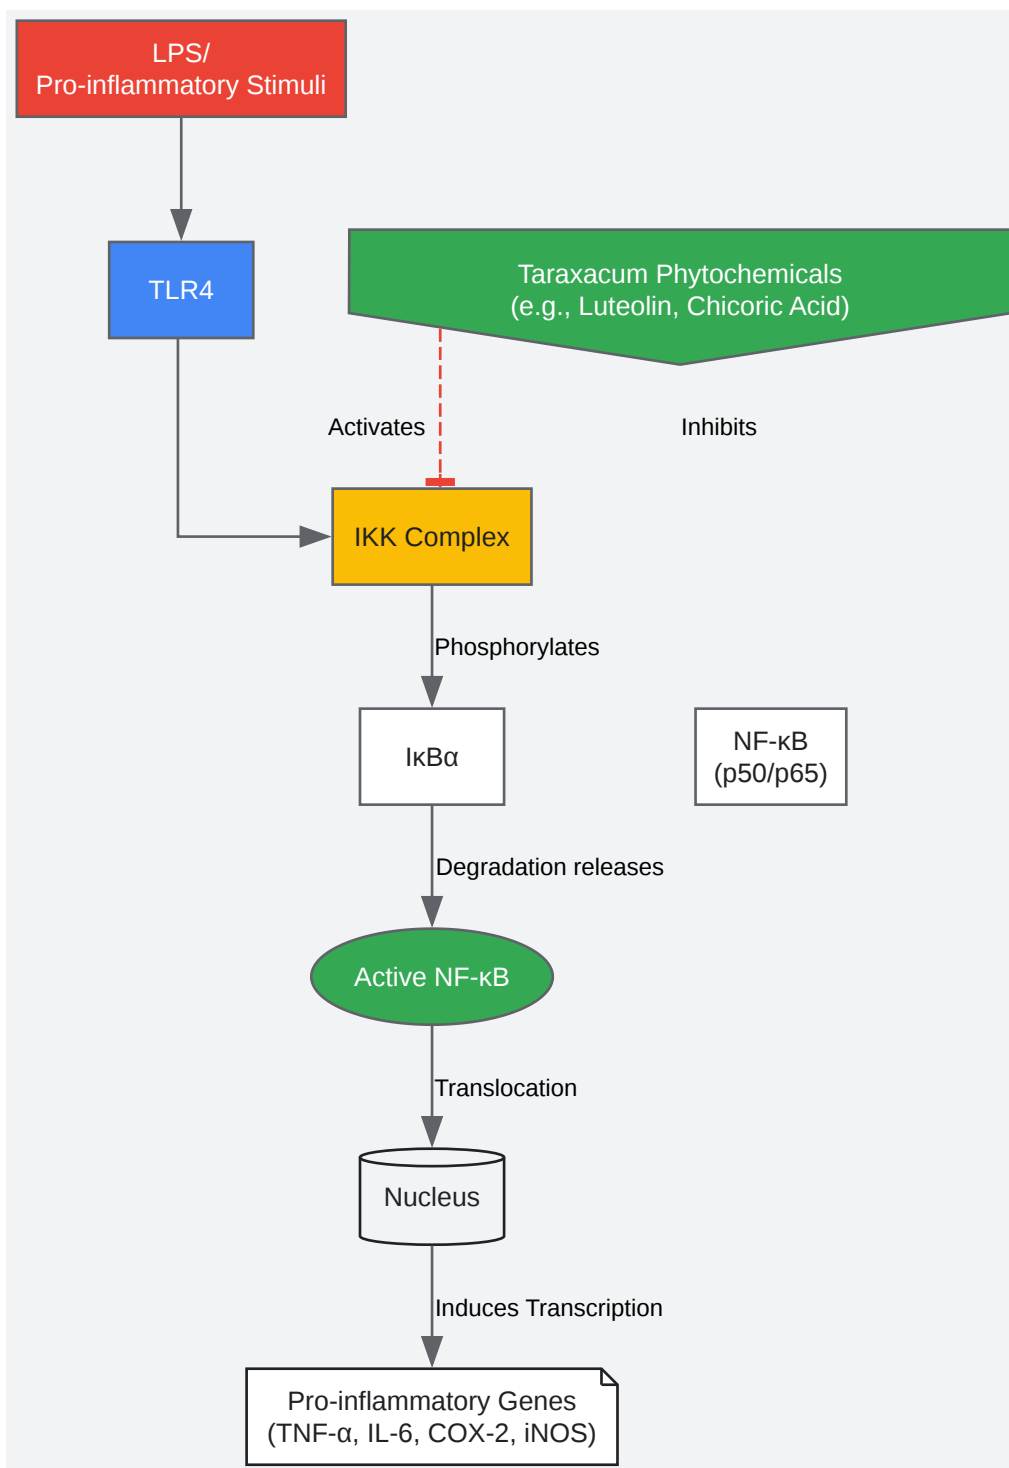 LPS/
Pro-inflammatory Stimuli
TLR4
Taraxacum Phytochemicals
(e.g., Luteolin, Chicoric Acid)
Activates
Inhibits
IKK Complex
Phosphorylates
IκBα
NF-κB
(p50/p65)
Degradation releases
Active NF-κB
Translocation
Nucleus
Induces Transcription
Pro-inflammatory Genes
(TNF-α, IL-6, COX-2, iNOS)